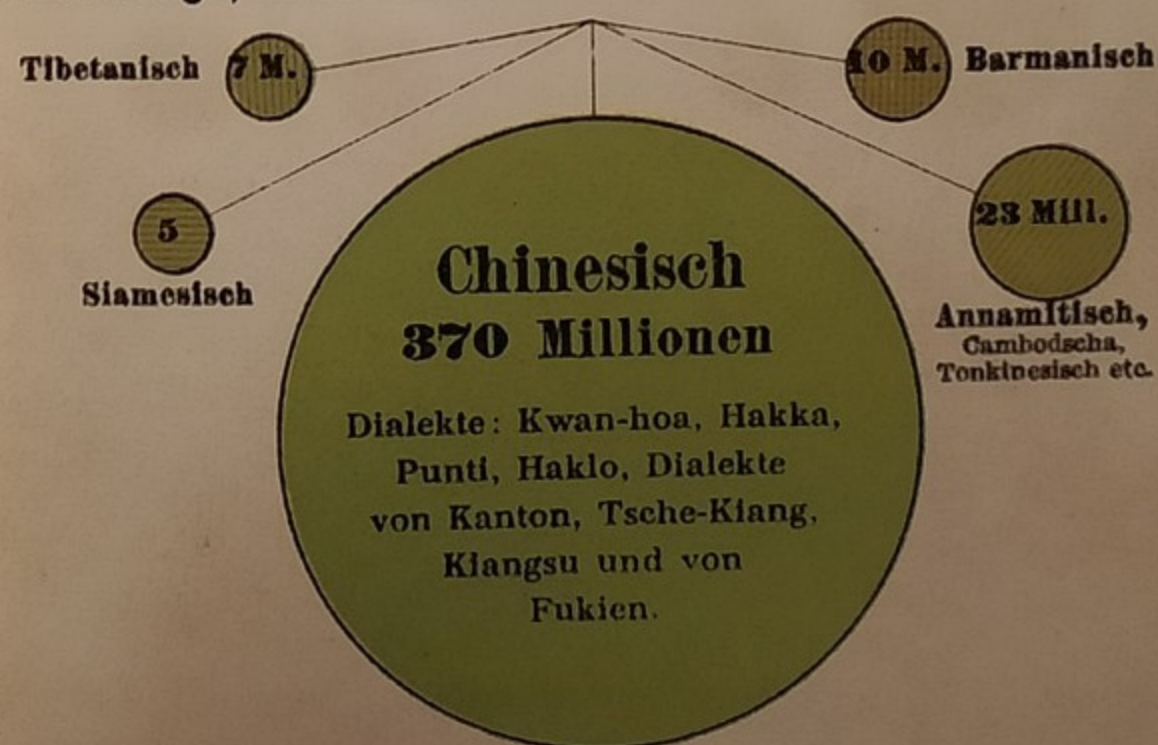 Tibetanisch
7 M.
10 M.
Barmanisch
5
Siamesisch
23 Mill.
Annamitisch,
Cambodscha,
Tonkinesisch etc.
Chinesisch
370 Millionen
Dialekte: Kwan-hoa, Hakka,
Punti, Haklo, Dialekte
von Kanton, Tsche-Kiang,
Kiangsu und von
Fukien.